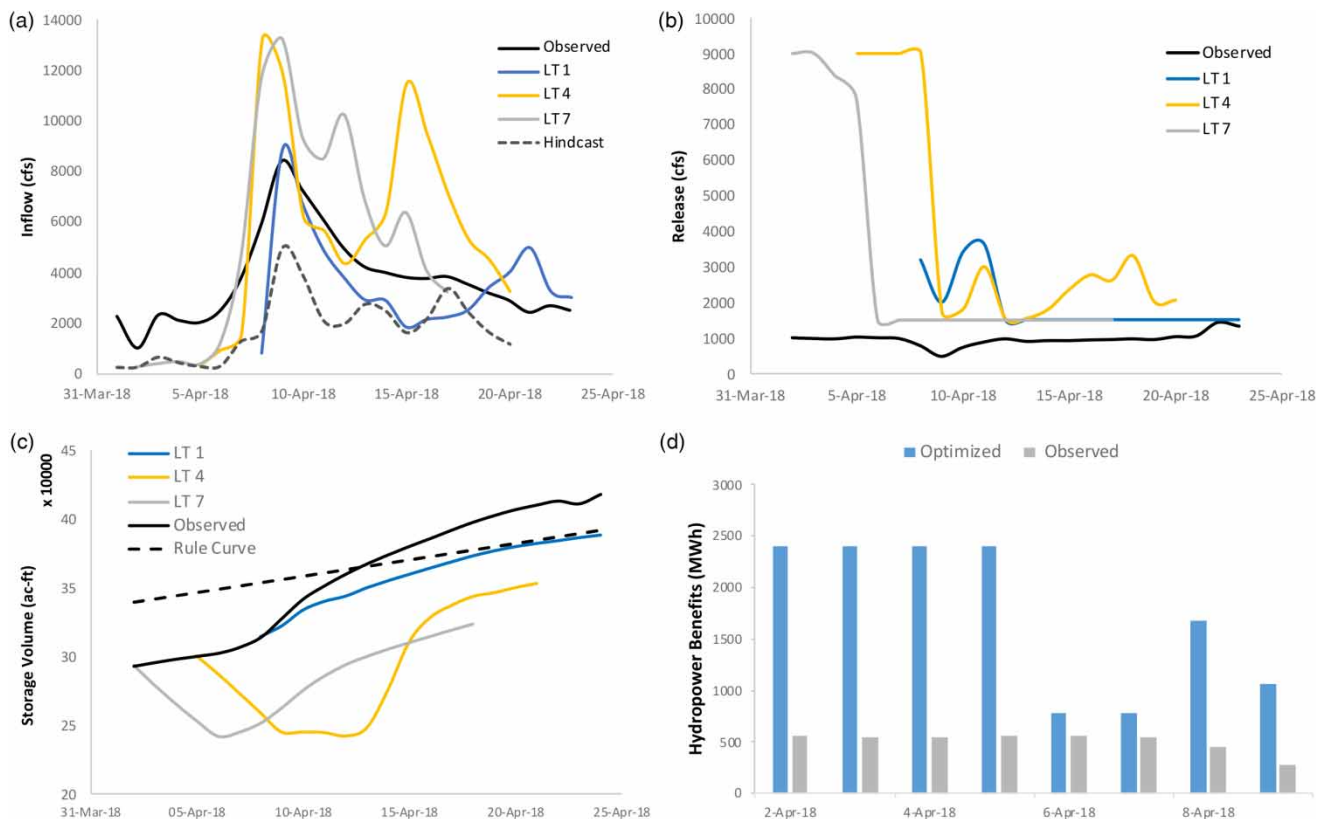 (a)
14000
12000
10000
8000
6000
4000
2000
0
Inflow (cfs)
Observed
LT 1
LT 4
LT 7
Hindcast
31-Mar-18 5-Apr-18 10-Apr-18 15-Apr-18 20-Apr-18 25-Apr-18
(b)
10000
9000
8000
7000
6000
5000
4000
3000
2000
1000
0
Release (cfs)
Observed
LT 1
LT 4
LT 7
31-Mar-18 5-Apr-18 10-Apr-18 15-Apr-18 20-Apr-18 25-Apr-18
(c)
x 10000
45
40
35
30
25
20
Storage Volume (ac-ft)
LT 1
LT 4
LT 7
Observed
Rule Curve
31-Mar-18 05-Apr-18 10-Apr-18 15-Apr-18 20-Apr-18 25-Apr-18
(d)
Optimized Observed
3000
2500
2000
1500
1000
500
0
Hydropower Benefits (MWh)
2-Apr-18 4-Apr-18 6-Apr-18 8-Apr-18